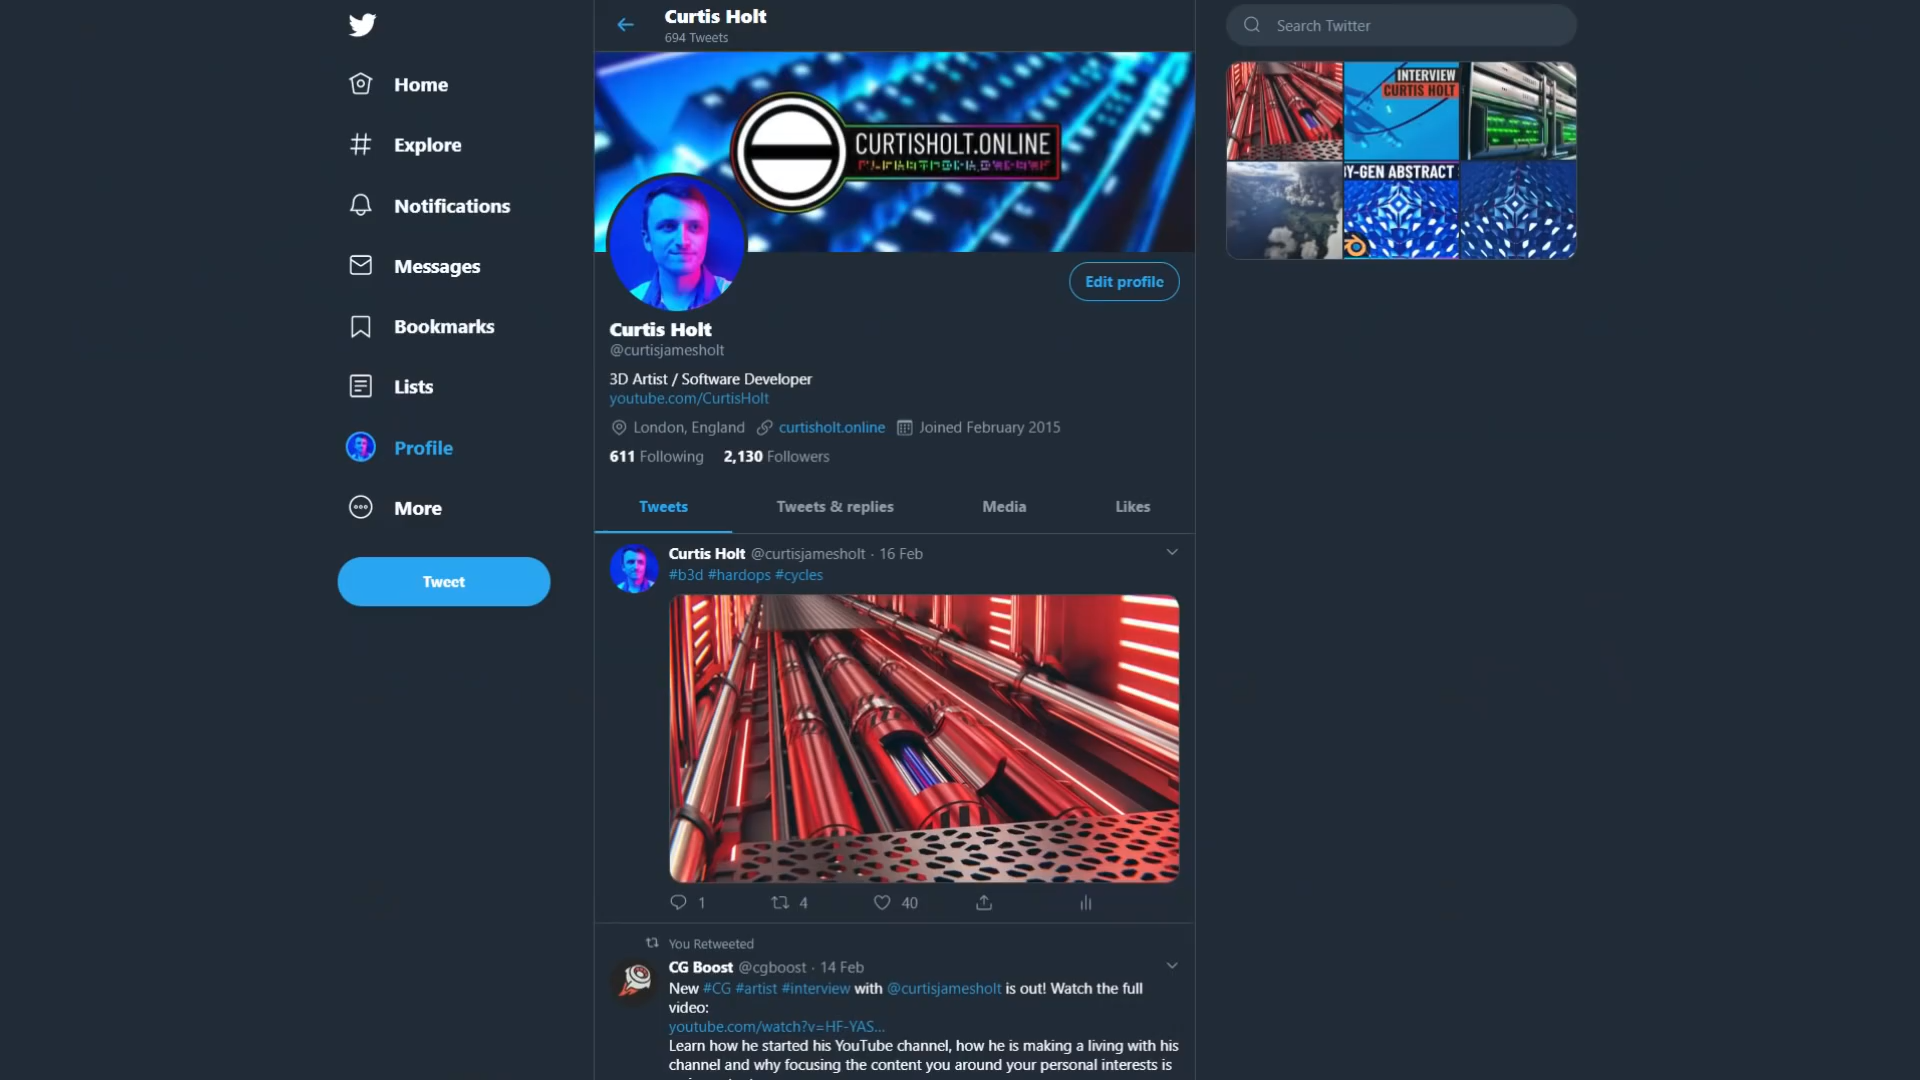 Curtis Holt
694 Tweets
Search Twitter
Home
Explore
Notifications
Messages
Bookmarks
Lists
Profile
More
Tweet
CURTISHOLT.ONLINE
INTERVIEW
CURTIS HOLT
Y-GEN ABSTRACT
Edit profile
Curtis Holt
@curtisjamesholt
3D Artist / Software Developer
youtube.com/CurtisHolt
London, England curtisholt.online Joined February 2015
611 Following 2,130 Followers
Tweets Tweets & replies Media Likes
Curtis Holt @curtisjamesholt · 16 Feb
#b3d #hardops #cycles
1 4 40
You Retweeted
CG Boost @cgboost · 14 Feb
New #CG #artist #interview with @curtisjamesholt is out! Watch the full
video:
youtube.com/watch?v=HF-YAS...
Learn how he started his YouTube channel, how he is making a living with his
channel and why focusing the content you around your personal interests is